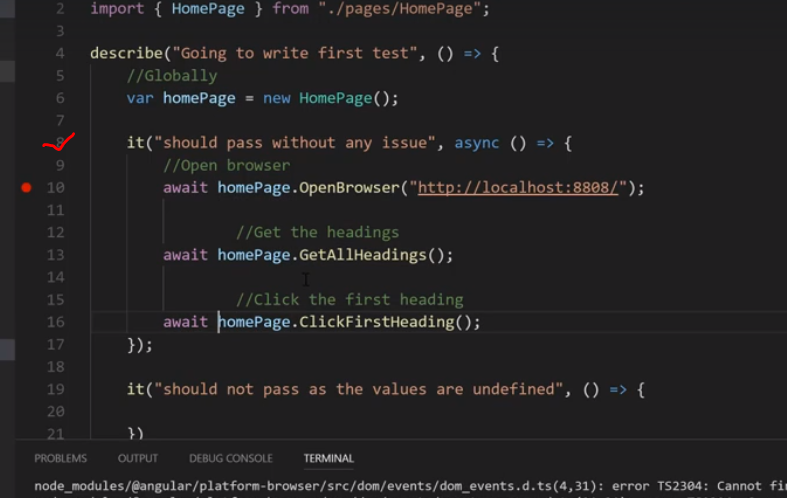 2 import { HomePage } from "./pages/HomePage";
3
4 describe("Going to write first test", () => {
5 //Globally
6 var homePage = new HomePage();
7
8 it("should pass without any issue", async () => {
9 //Open browser
10 await homePage.OpenBrowser("http://localhost:8808/");
11
12 //Get the headings
13 await homePage.GetAllHeadings();
14
15 //Click the first heading
16 await homePage.ClickFirstHeading();
17 });
18
19 it("should not pass as the values are undefined", () => {
20
21 })
PROBLEMS OUTPUT DEBUG CONSOLE TERMINAL
node_modules/@angular/platform-browser/src/dom/events/dom_events.d.ts(4,31): error TS2304: Cannot fi